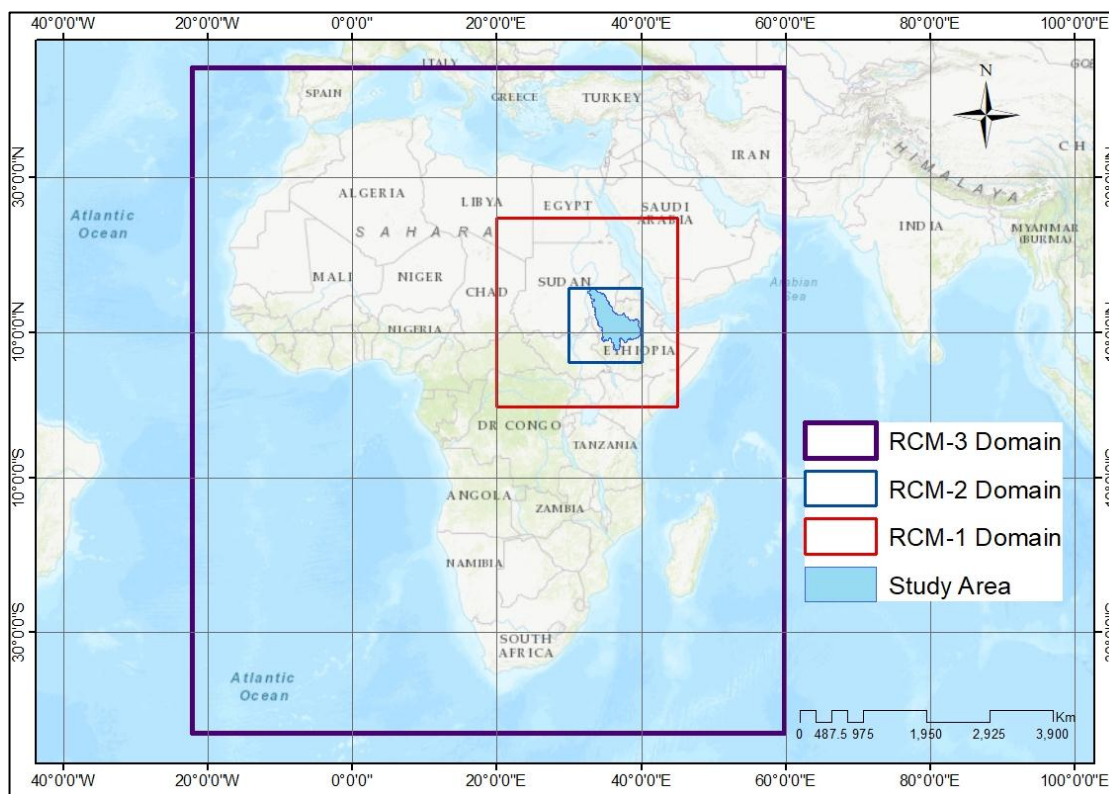 40°0'0"W 20°0'0"W 0°0'0" 20°0'0"E 40°0'0"E 60°0'0"E 80°0'0"E 100°0'0"E
ITALY
SPAIN
GREECE
TURKEY
N
IRAN
CH
HIMALAYA
30°0'0"N
ALGERIA
LIBYA
EGYPT
SAUDI
ARABIA
Atlantic
Ocean
SAHARA
INDIA
MYANMAR
(BURMA)
MALI
NIGER
CHAD
SUDAN
Arabian
Sea
NIGERIA
10°0'0"N
ETHIOPIA
DR CONGO
TANZANIA
RCM-3 Domain
RCM-2 Domain
RCM-1 Domain
Study Area
10°0'0"S
ANGOLA
ZAMBIA
NAMIBIA
30°0'0"S
SOUTH
AFRICA
Atlantic
Ocean
Km
0 487.5 975 1,950 2,925 3,900
40°0'0"W 20°0'0"W 0°0'0" 20°0'0"E 40°0'0"E 60°0'0"E 80°0'0"E 100°0'0"E